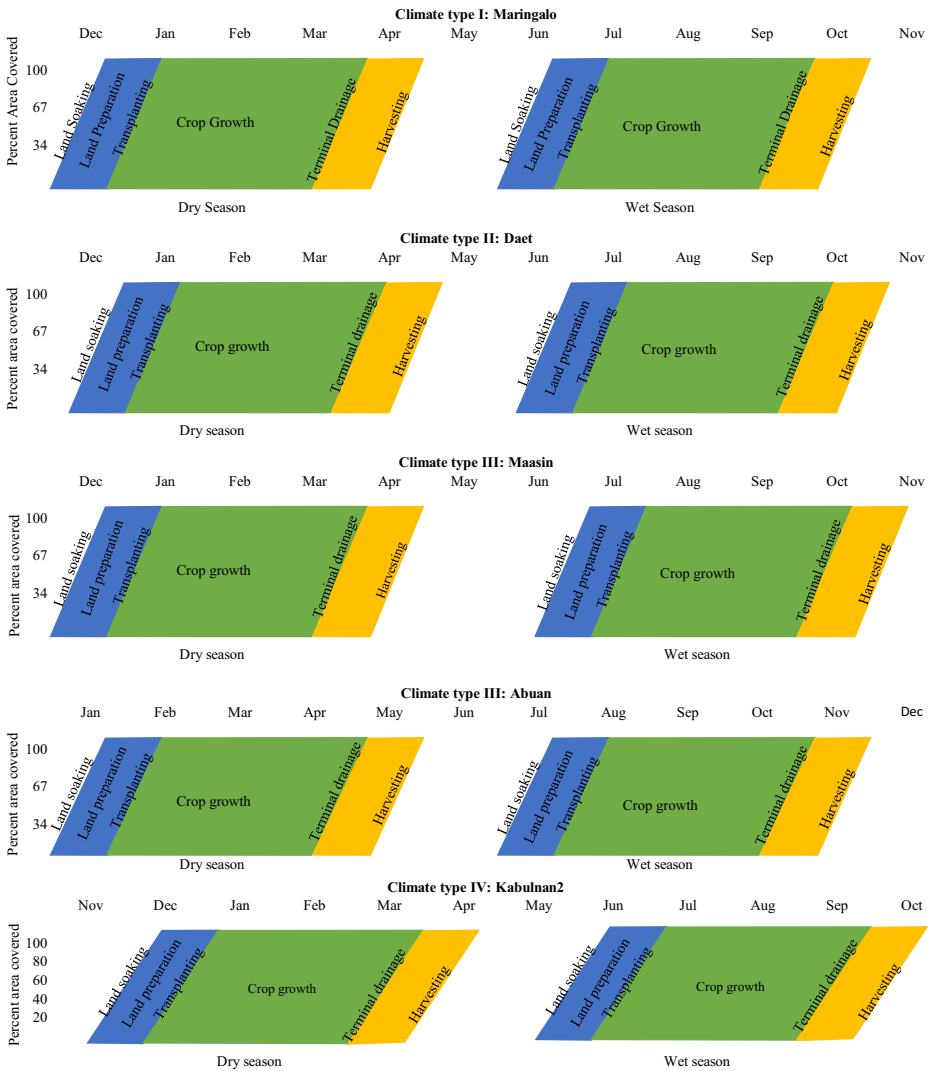 Climate type I: Maringalo
Dec Jan Feb Mar Apr May Jun Jul Aug Sep Oct Nov
Percent Area Covered
100
67
34
Land Soaking
Land Preparation
Transplanting
Crop Growth
Terminal Drainage
Harvesting
Land Soaking
Land Preparation
Transplanting
Crop Growth
Terminal Drainage
Harvesting
Dry Season Wet Season
Climate type II: Daet
Dec Jan Feb Mar Apr May Jun Jul Aug Sep Oct Nov
Percent area covered
100
67
34
Land soaking
Land preparation
Transplanting
Crop growth
Terminal drainage
Harvesting
Land soaking
Land preparation
Transplanting
Crop growth
Terminal drainage
Harvesting
Dry season Wet season
Climate type III: Maasin
Dec Jan Feb Mar Apr May Jun Jul Aug Sep Oct Nov
Percent area covered
100
67
34
Land soaking
Land preparation
Transplanting
Crop growth
Terminal drainage
Harvesting
Land soaking
Land preparation
Transplanting
Crop growth
Terminal drainage
Harvesting
Dry season Wet season
Climate type III: Abuan
Jan Feb Mar Apr May Jun Jul Aug Sep Oct Nov Dec
Percent area covered
100
67
34
Land soaking
Land preparation
Transplanting
Crop growth
Terminal drainage
Harvesting
Land soaking
Land preparation
Transplanting
Crop growth
Terminal drainage
Harvesting
Dry season Wet season
Climate type IV: Kabulnan2
Nov Dec Jan Feb Mar Apr May Jun Jul Aug Sep Oct
Percent area covered
100
80
60
40
20
Land soaking
Land preparation
Transplanting
Crop growth
Terminal drainage
Harvesting
Land soaking
Land preparation
Transplanting
Crop growth
Terminal drainage
Harvesting
Dry season Wet season